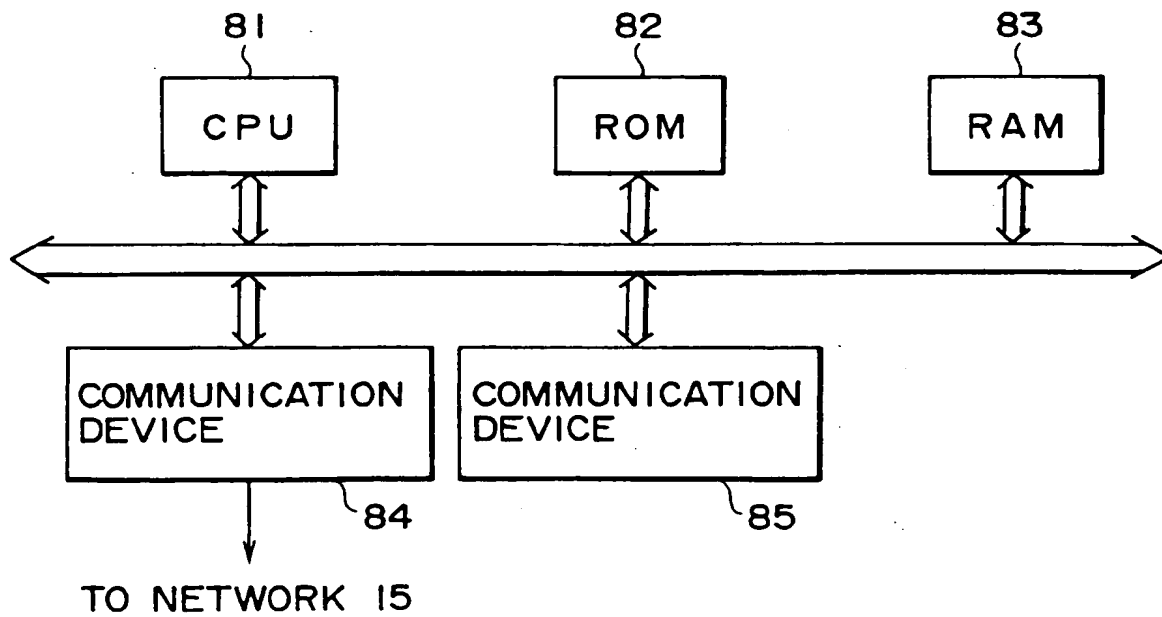 81
82
83
CPU
ROM
RAM
COMMUNICATION
DEVICE
COMMUNICATION
DEVICE
84
85
TO NETWORK 15